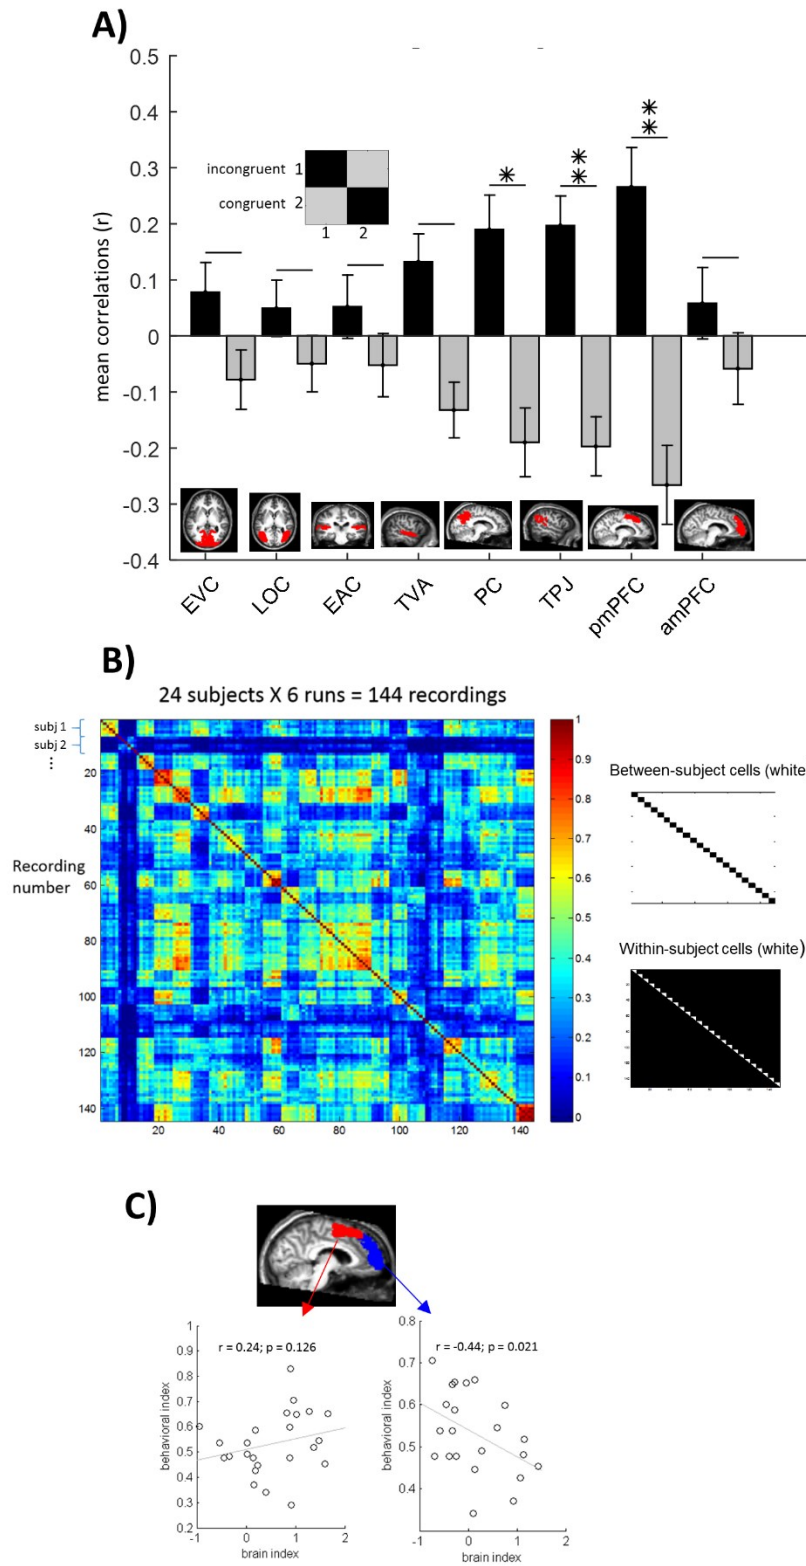 A)
0.5
0.4
0.3
0.2
0.1
0
-0.1
-0.2
-0.3
-0.4
mean correlations (r)
incongruent 1
congruent 2
1 2
EVC LOC EAC TVA PC TPJ pmPFC amPFC
B)
24 subjects X 6 runs = 144 recordings
subj 1
subj 2
⋮
Recording
number
20
40
60
80
100
120
140
20 40 60 80 100 120 140
1
0.9
0.8
0.7
0.6
0.5
0.4
0.3
0.2
0.1
0
Between-subject cells (white
Within-subject cells (white)
C)
r = 0.24; p = 0.126
behavioral index
1
0.9
0.8
0.7
0.6
0.5
0.4
0.3
0.2
-1 0 1 2
brain index
r = -0.44; p = 0.021
behavioral index
0.8
0.7
0.6
0.5
0.4
-1 0 1 2
brain index